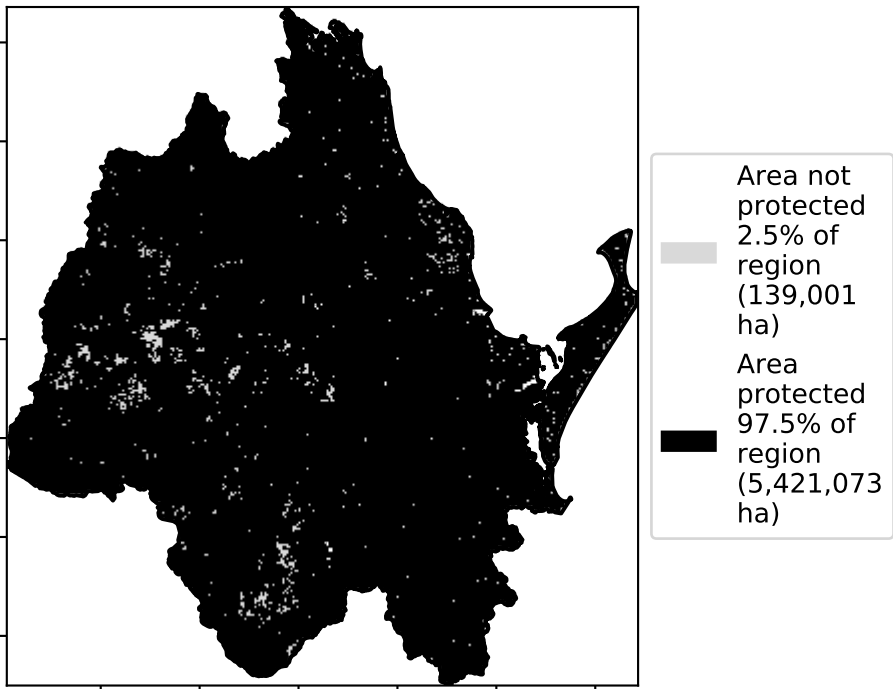 Area not
protected
2.5% of
region
(139,001
ha)
Area
protected
97.5% of
region
(5,421,073
ha)